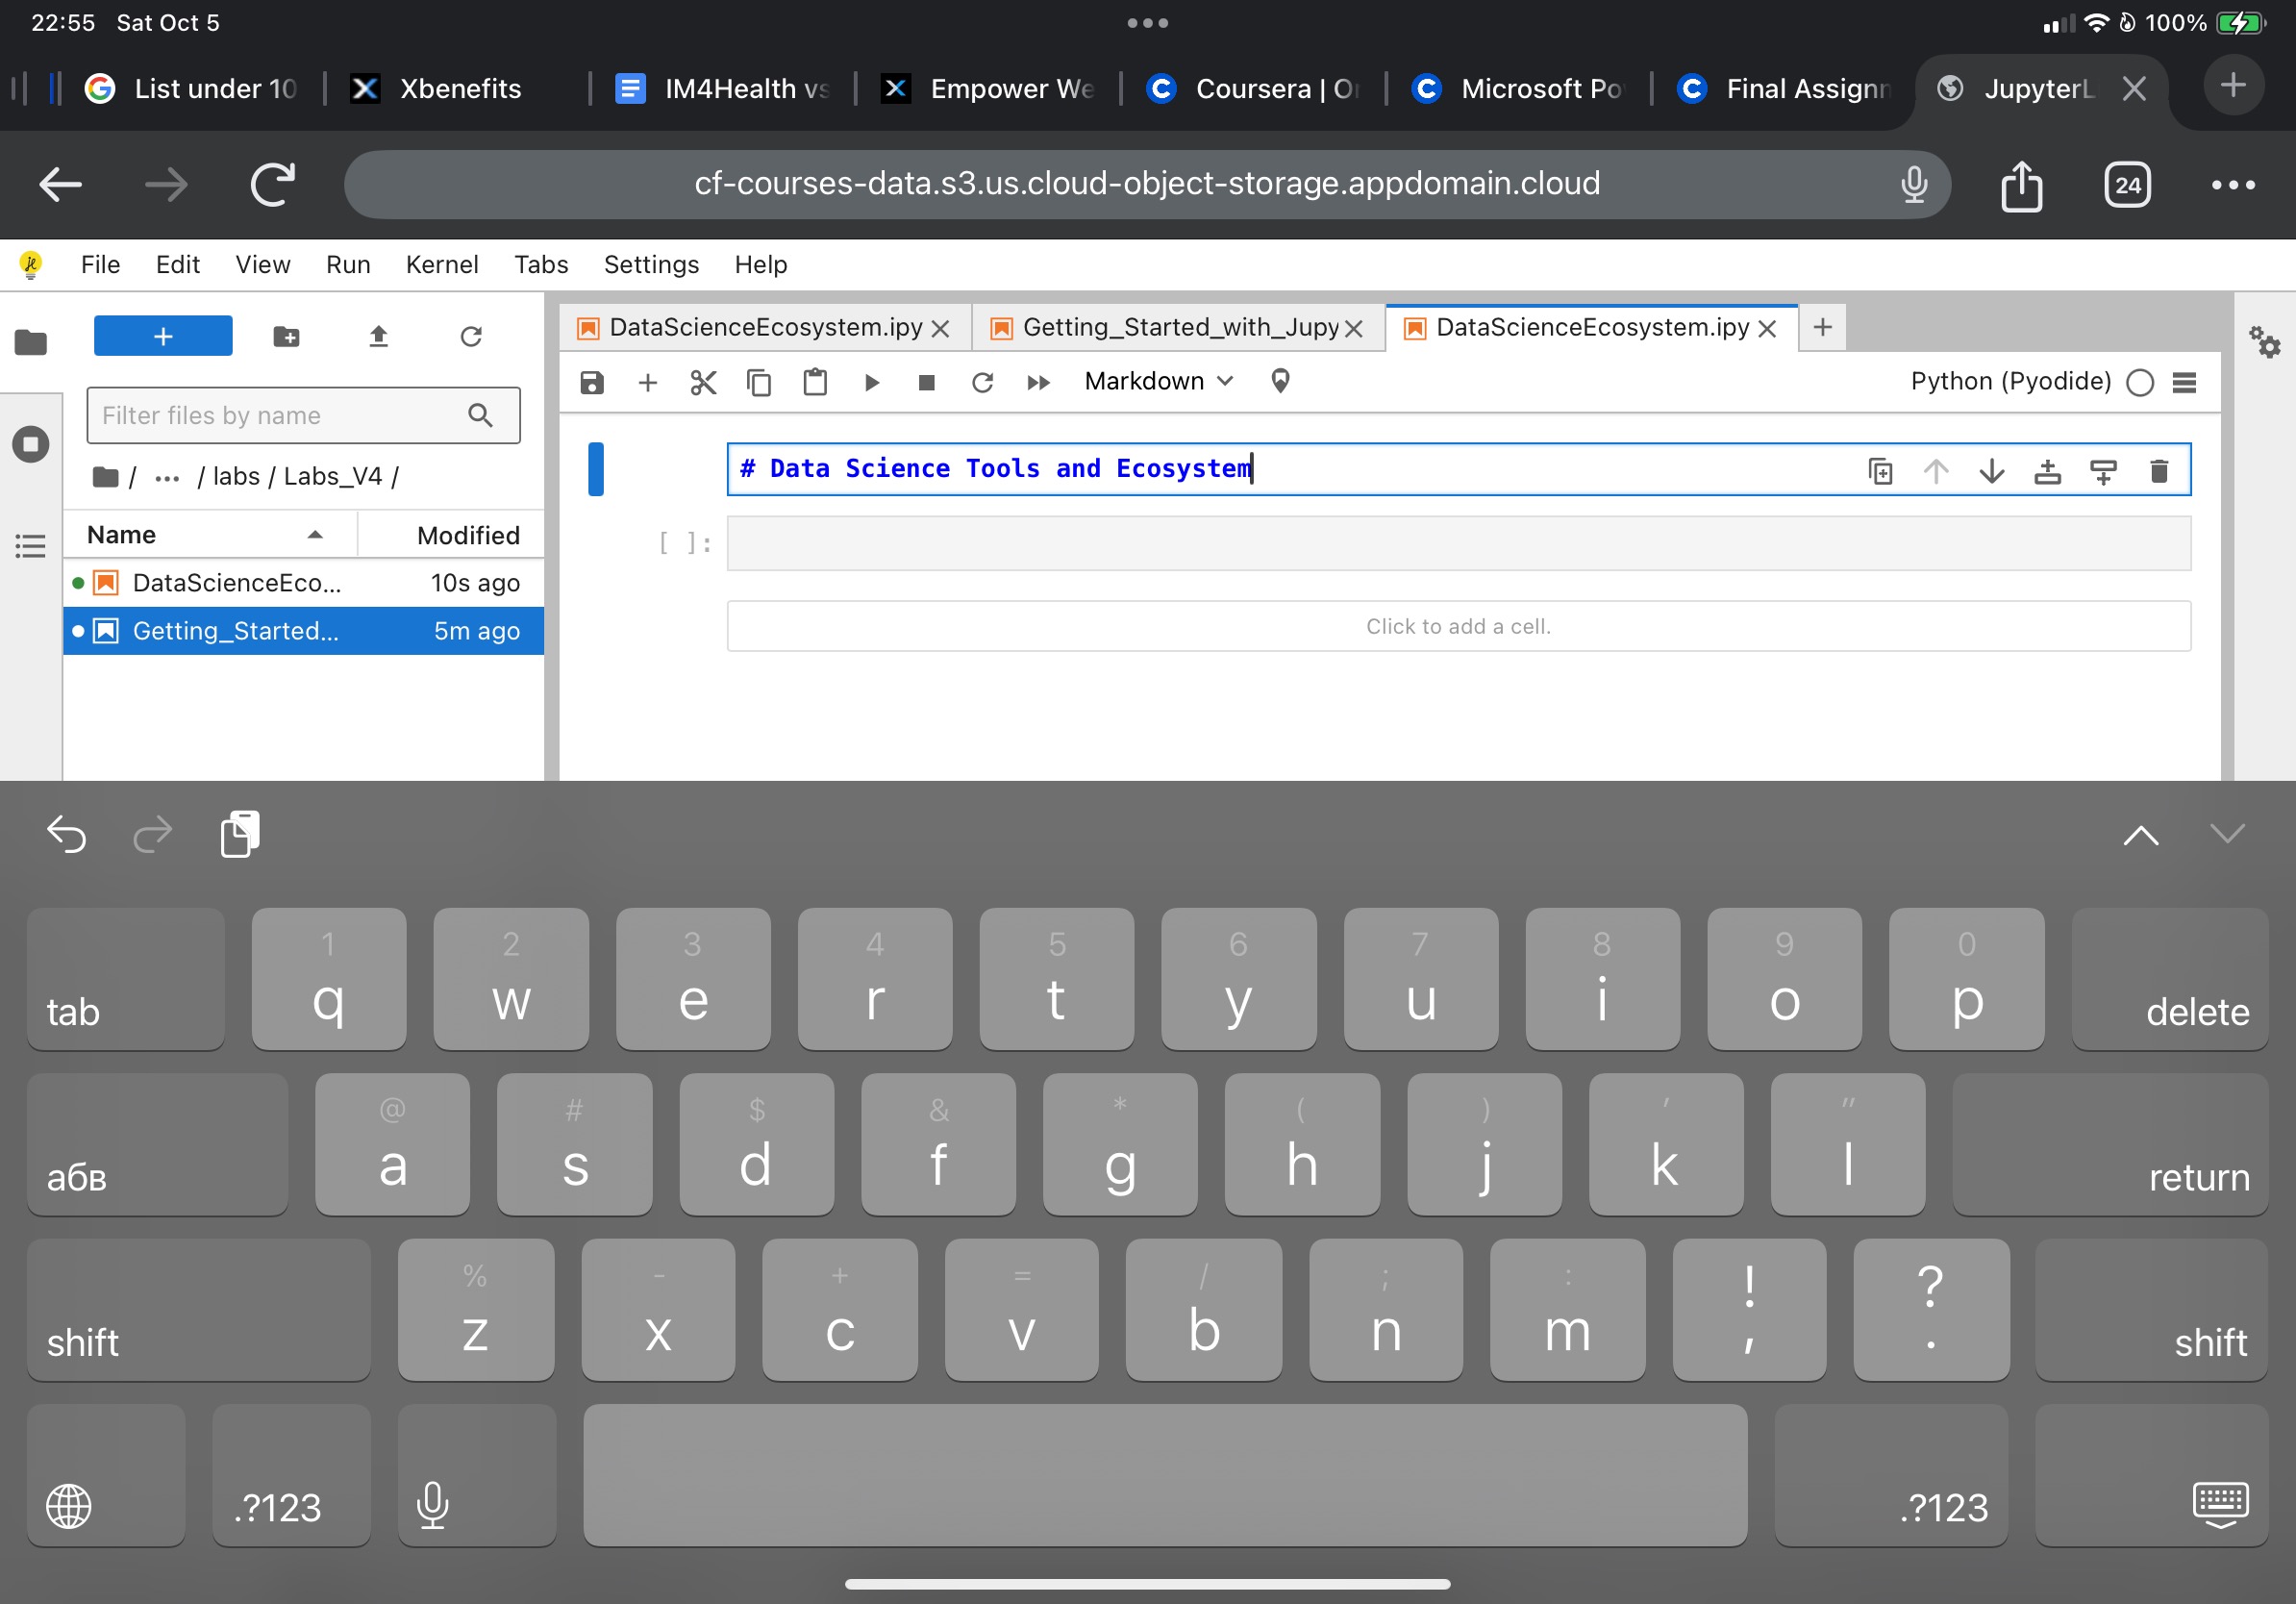 22:55 Sat Oct 5
100%
List under 10
Xbenefits
IM4Health vs
Empower We
Coursera | O
Microsoft Po
Final Assign
JupyterL
cf-courses-data.s3.us.cloud-object-storage.appdomain.cloud
24
File Edit View Run Kernel Tabs Settings Help
DataScienceEcosystem.ipy
Getting_Started_with_Jupy
DataScienceEcosystem.ipy
Markdown
Python (Pyodide)
Filter files by name
/ ... / labs / Labs_V4 /
Name Modified
DataScienceEco... 10s ago
Getting_Started... 5m ago
# Data Science Tools and Ecosystem
[ ]:
Click to add a cell.
1 2 3 4 5 6 7 8 9 0
tab q w e r t y u i o p delete
@ # $ & * ( ) ' "
абв a s d f g h j k l return
% - + = / ; : ! ?
shift z x c v b n m , . shift
.?123 .?123